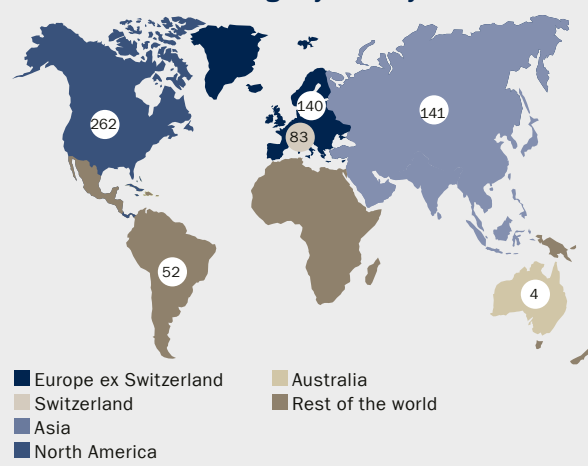 262
140
83
141
52
4
Europe ex Switzerland
Switzerland
Asia
North America
Australia
Rest of the world